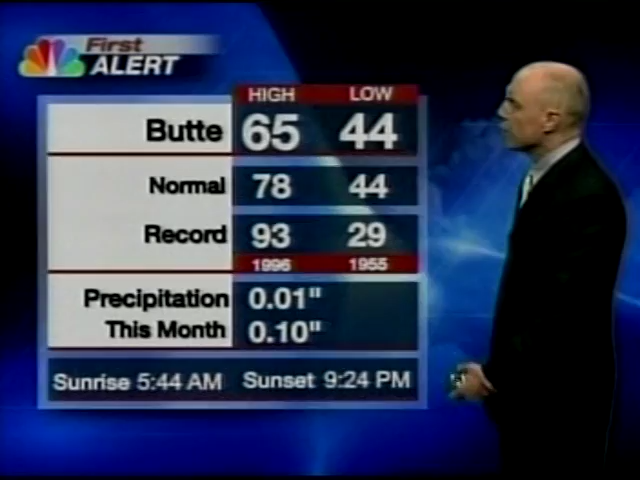 First
ALERT
HIGH LOW
Butte 65 44
Normal 78 44
Record 93 29
1996 1955
Precipitation 0.01"
This Month 0.10"
Sunrise 5:44 AM Sunset 9:24 PM